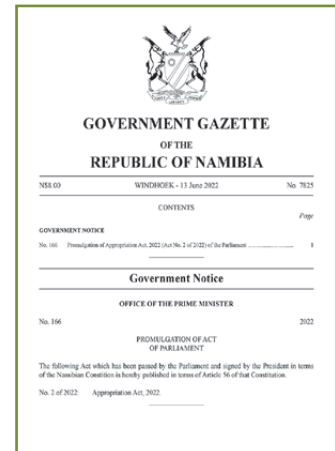 GOVERNMENT GAZETTE
OF THE
REPUBLIC OF NAMIBIA
N$8.00 WINDHOEK - 13 June 2022 No. 7825
CONTENTS
Page
GOVERNMENT NOTICE
No. 166 Promulgation of Appropriation Act, 2022 (Act No. 2 of 2022) of the Parliament ........................ 1
Government Notice
OFFICE OF THE PRIME MINISTER
No. 166 2022
PROMULGATION OF ACT
OF PARLIAMENT
The following Act which has been passed by the Parliament and signed by the President in terms
of the Namibian Constitution is hereby published in terms of Article 56 of that Constitution.
No. 2 of 2022: Appropriation Act, 2022.